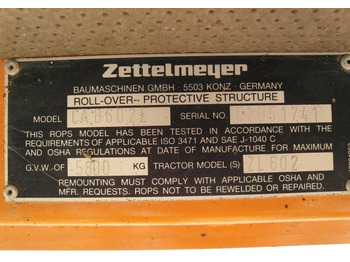 Zettelmeyer
BAUMASCHINEN GMBH · 5503 KONZ · GERMANY
ROLL-OVER- PROTECTIVE STRUCTURE
MODEL SERIAL NO.
THIS ROPS MODEL HAS BEEN TESTED IN ACCORDANCE WITH THE
REQUIREMENTS OF APPLICABLE ISO 3471 AND SAE J-1040 C
AND OSHA REGULATIONS AT DATE OF MANUFACTURE FOR MAXIMUM
G.V.W. OF 5800 KG TRACTOR MODEL (S) ZL 602
REMOUNTING MUST COMPLY WITH APPLICABLE OSHA AND
MFR. REQUESTS. ROPS NOT TO BE REWELDED OR REPAIRED.